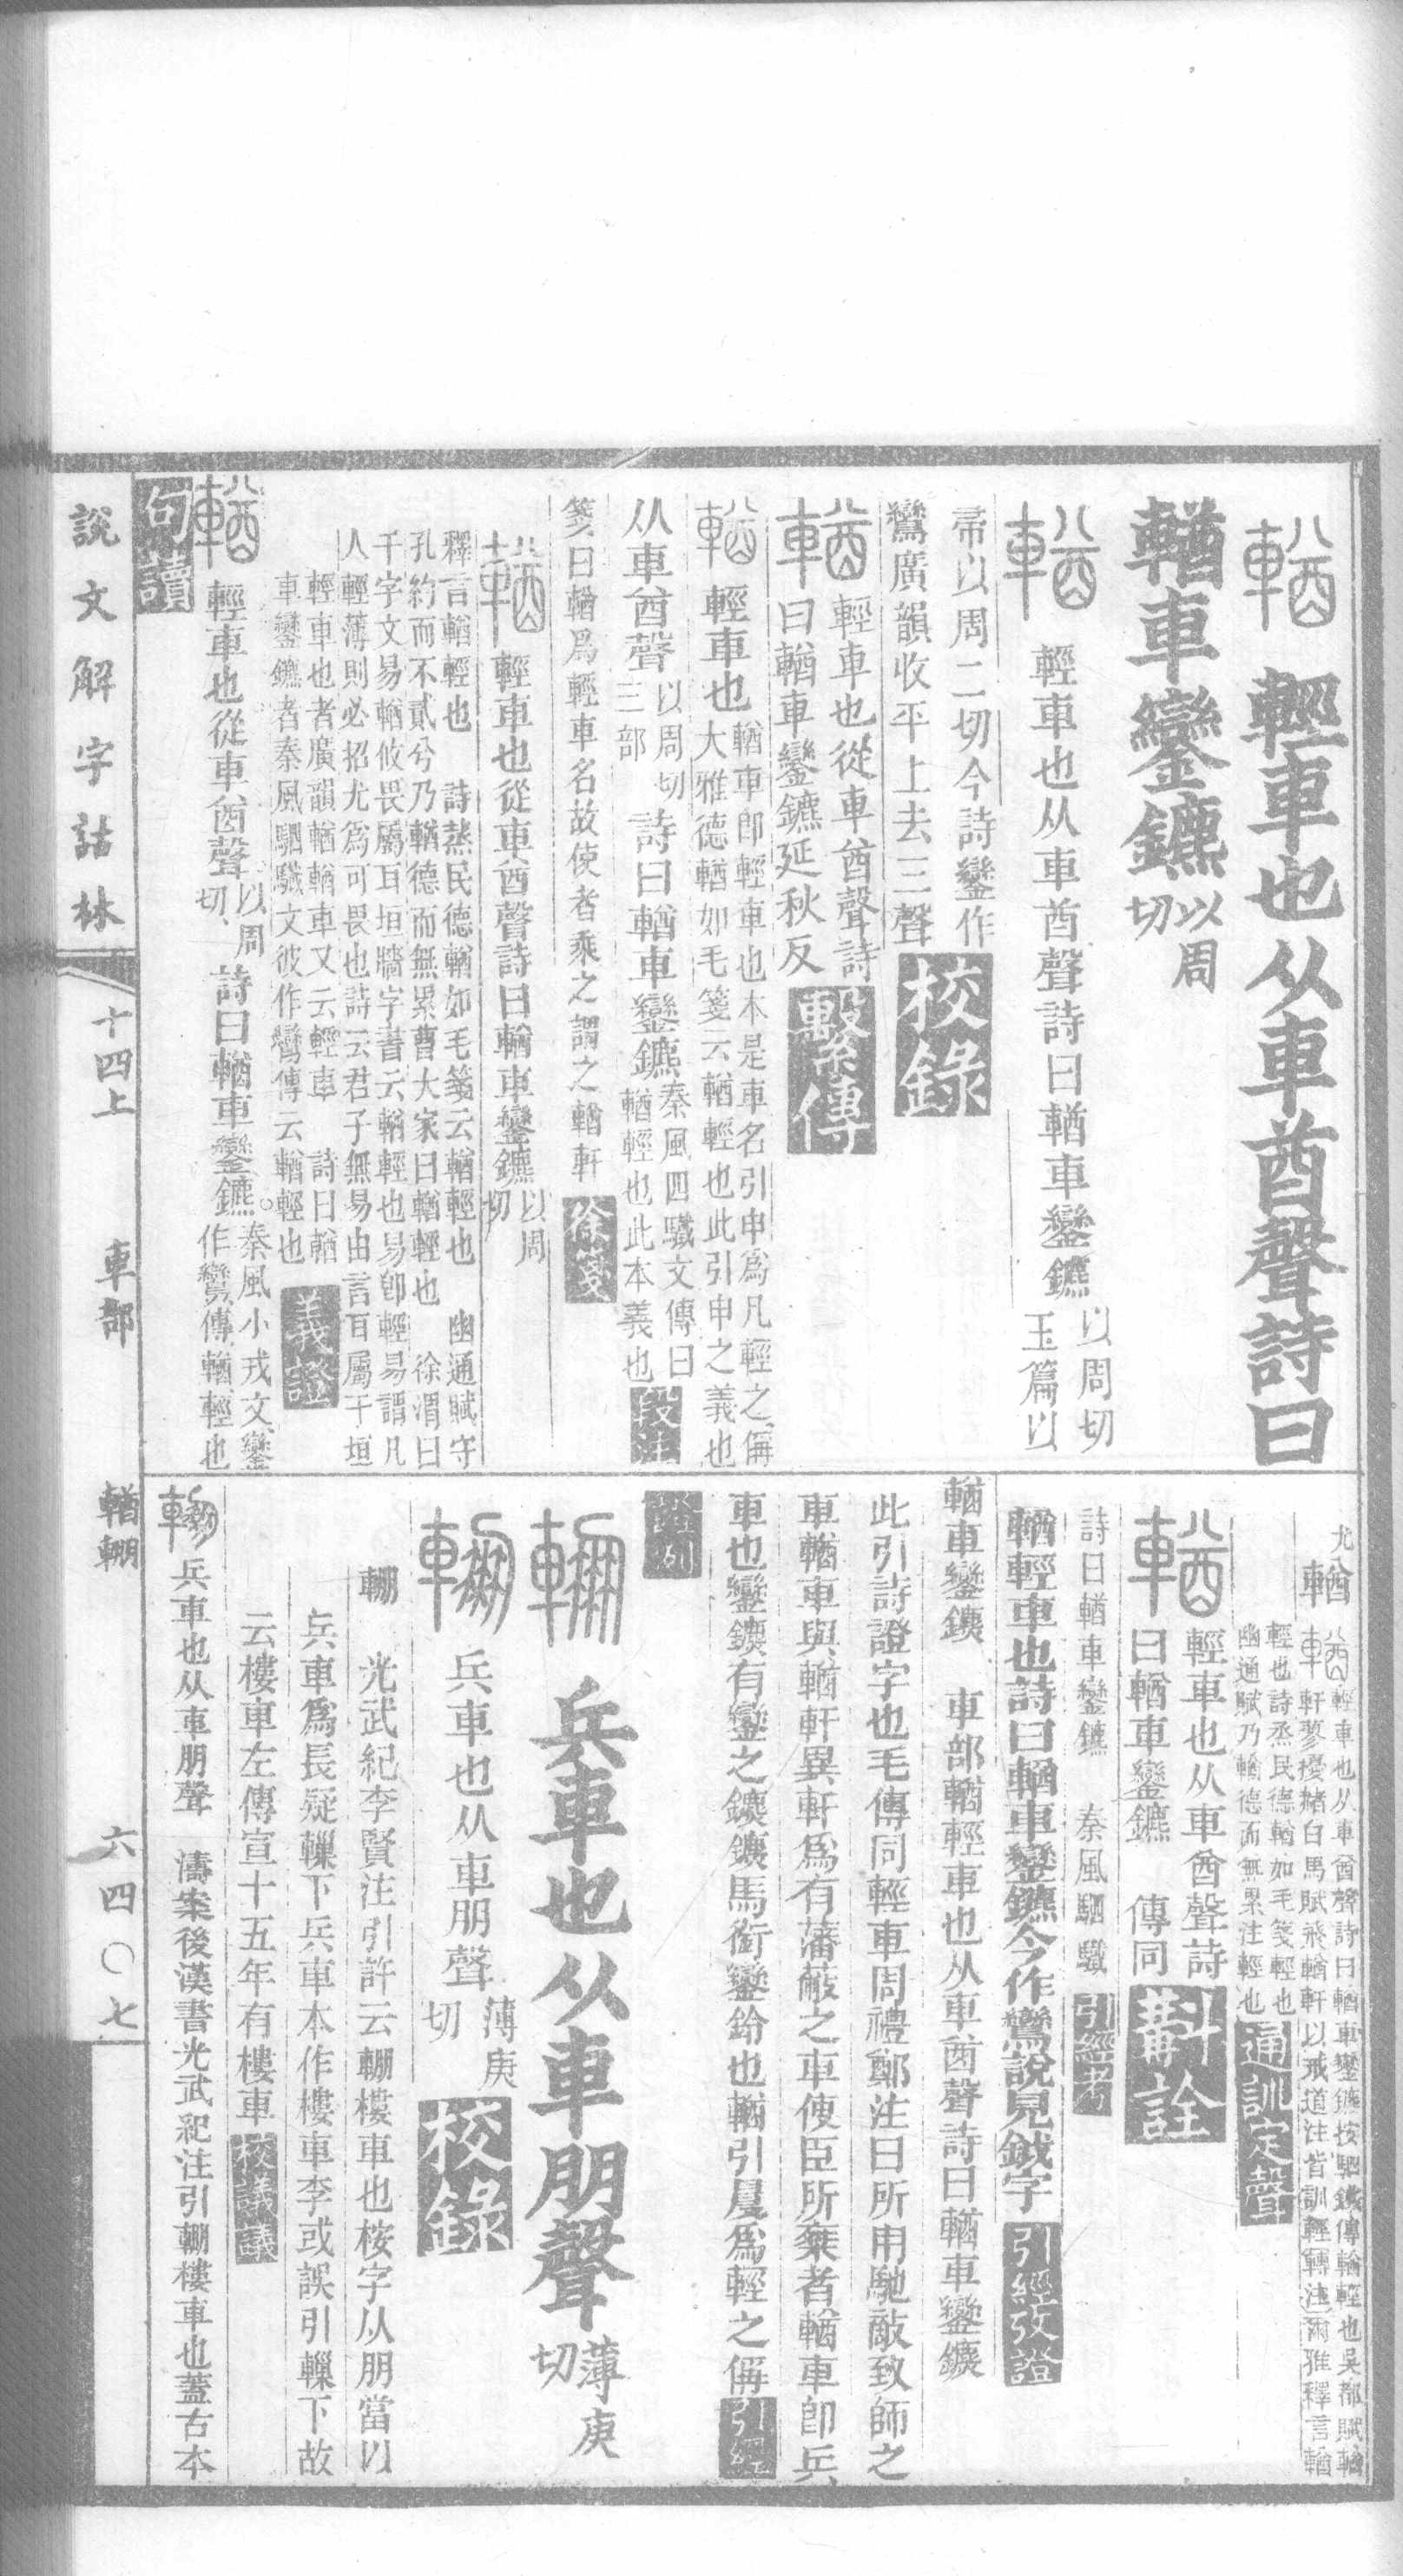 輶 輕車也从車酋聲詩曰
輶車鑾鑣以周切
輶 輕車也从車酋聲詩曰輶車鑾鑣以周切玉篇以
帚以周二切今詩鑾作
鸞廣韻收平上去三聲 校錄
輶 輕車也從車酋聲詩
曰輶車鑾鑣延秋反 繫傳
輶 輕車也輶車卽輕車也本是車名引申爲凡輕之偁大雅德輶如毛箋云輶輕也此引申之義也
从車酋聲以周切三部詩曰輶車鑾鑣秦風四驖文傳曰輶輕也此本義也 段注
箋曰輶爲輕車名故使者乘之謂之輶軒 徐箋
輶 輕車也從車酋聲詩曰輶車鑾鑣以周切
釋言輶輕也 詩蒸民德輶如毛箋云輶輕也 幽通賦守
孔約而不貳兮乃輶德而無累曹大家曰輶輕也 徐渭曰
千字文易輶攸畏屬耳垣牆字書云輶輕也易卽輕易謂凡
人輕薄則必招尤爲可畏也詩云君子無易由言耳屬于垣
輕車也者廣韻輶輶車又云輕車 詩曰輶
車鑾鑣者秦風駟驖文彼作鸞傳云輶輕也 義證
輶 輕車也從車酋聲以周切詩曰輶車鑾鑣。秦風小戎文鑾作鸞傳輶輕也
句讀
說文解字詁林 十四上 車部 輶輣 六四〇七
尤輶 輶輕車也从車酋聲詩曰輶車鑾鑣按駟鐵傳輶輕也吳都賦輶
軒蓼擾赭白馬賦飛輶軒以戒道注皆訓輕轉注爾雅釋言輶
輕也詩烝民德輶如毛箋輕也
幽通賦乃輶德而無累注輕也 通訓定聲
輶 輕車也从車酋聲詩
曰輶車鑾鑣 傳同 斠詮
詩曰輶車鑾鑣 秦風駟驖 引經考
輶輕車也詩曰輶車鑾鑣今作鸞說見鉞字 引經攷證
輶車鑾鑣 車部輶輕車也从車酋聲詩曰輶車鑾鑣
此引詩證字也毛傳同輕車周禮鄭注曰所用馳敵致師之
車輶車與輶軒異軒爲有藩蔽之車使臣所乘者輶車卽兵
車也鑾鑣有鑾之鑣鑣馬銜鑾鈴也輶引屢爲輕之偁 引經
證例
輣 兵車也从車朋聲薄庚切
輣 兵車也从車朋聲薄庚切 校錄
輣 光武紀李賢注引許云輣樓車也桉字从朋當以
兵車爲長疑轈下兵車本作樓車李或誤引轈下故
云樓車左傳宣十五年有樓車 校議議
輣 兵車也从車朋聲 濤案後漢書光武紀注引輣樓車也蓋古本